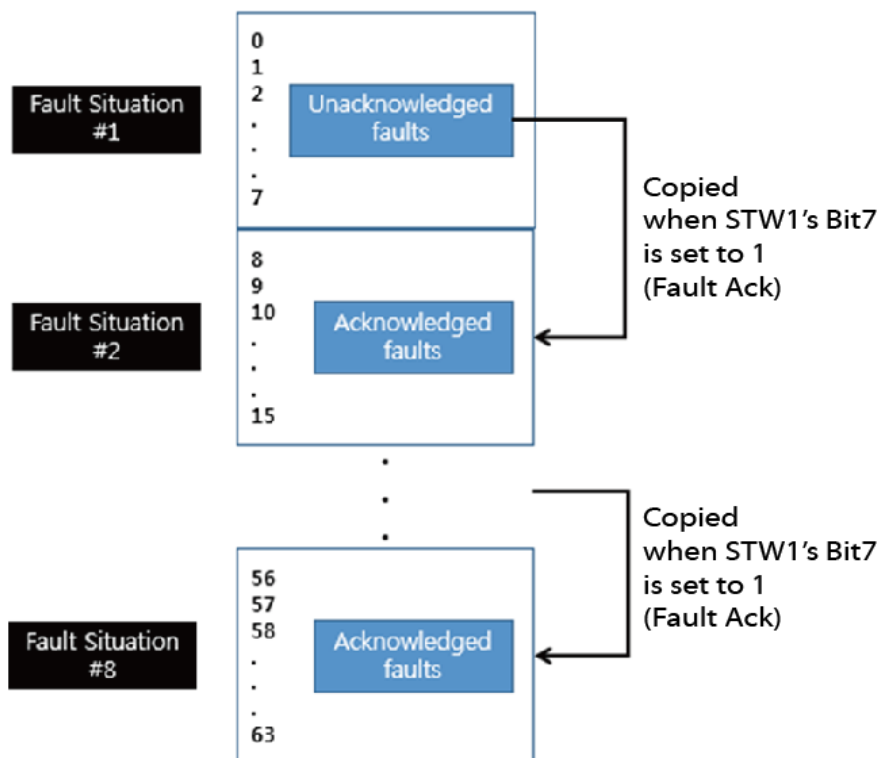 0
1
2
.
.
.
7
Fault Situation
#1
Unacknowledged
faults
Copied
when STW1's Bit7
is set to 1
(Fault Ack)
8
9
10
.
.
.
15
Fault Situation
#2
Acknowledged
faults
.
.
.
Copied
when STW1's Bit7
is set to 1
(Fault Ack)
56
57
58
.
.
.
63
Fault Situation
#8
Acknowledged
faults